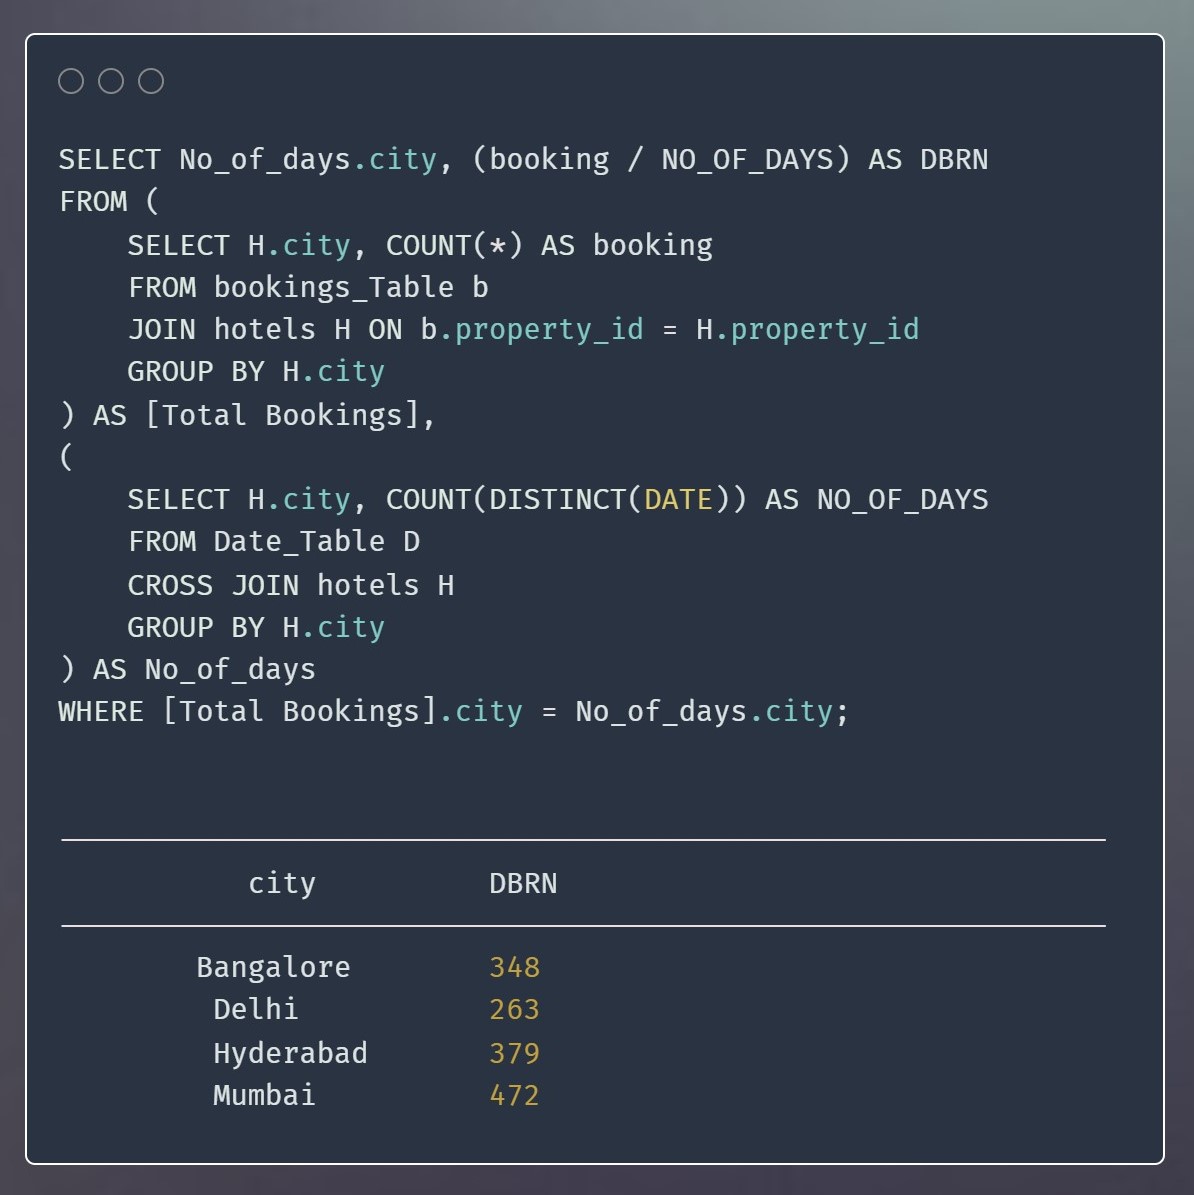 SELECT No_of_days.city, (booking / NO_OF_DAYS) AS DBRN
FROM (
    SELECT H.city, COUNT(*) AS booking
    FROM bookings_Table b
    JOIN hotels H ON b.property_id = H.property_id
    GROUP BY H.city
) AS [Total Bookings],
(
    SELECT H.city, COUNT(DISTINCT(DATE)) AS NO_OF_DAYS
    FROM Date_Table D
    CROSS JOIN hotels H
    GROUP BY H.city
) AS No_of_days
WHERE [Total Bookings].city = No_of_days.city;
city DBRN
Bangalore 348
Delhi 263
Hyderabad 379
Mumbai 472